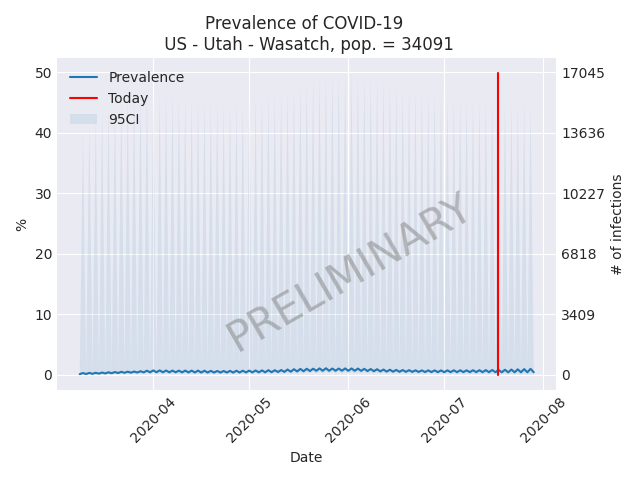 Prevalence of COVID-19
US - Utah - Wasatch, pop. = 34091
Prevalence
Today
95CI
50
40
30
20
10
0
%
17045
13636
10227
6818
3409
0
# of infections
PRELIMINARY
2020-04
2020-05
2020-06
2020-07
2020-08
Date